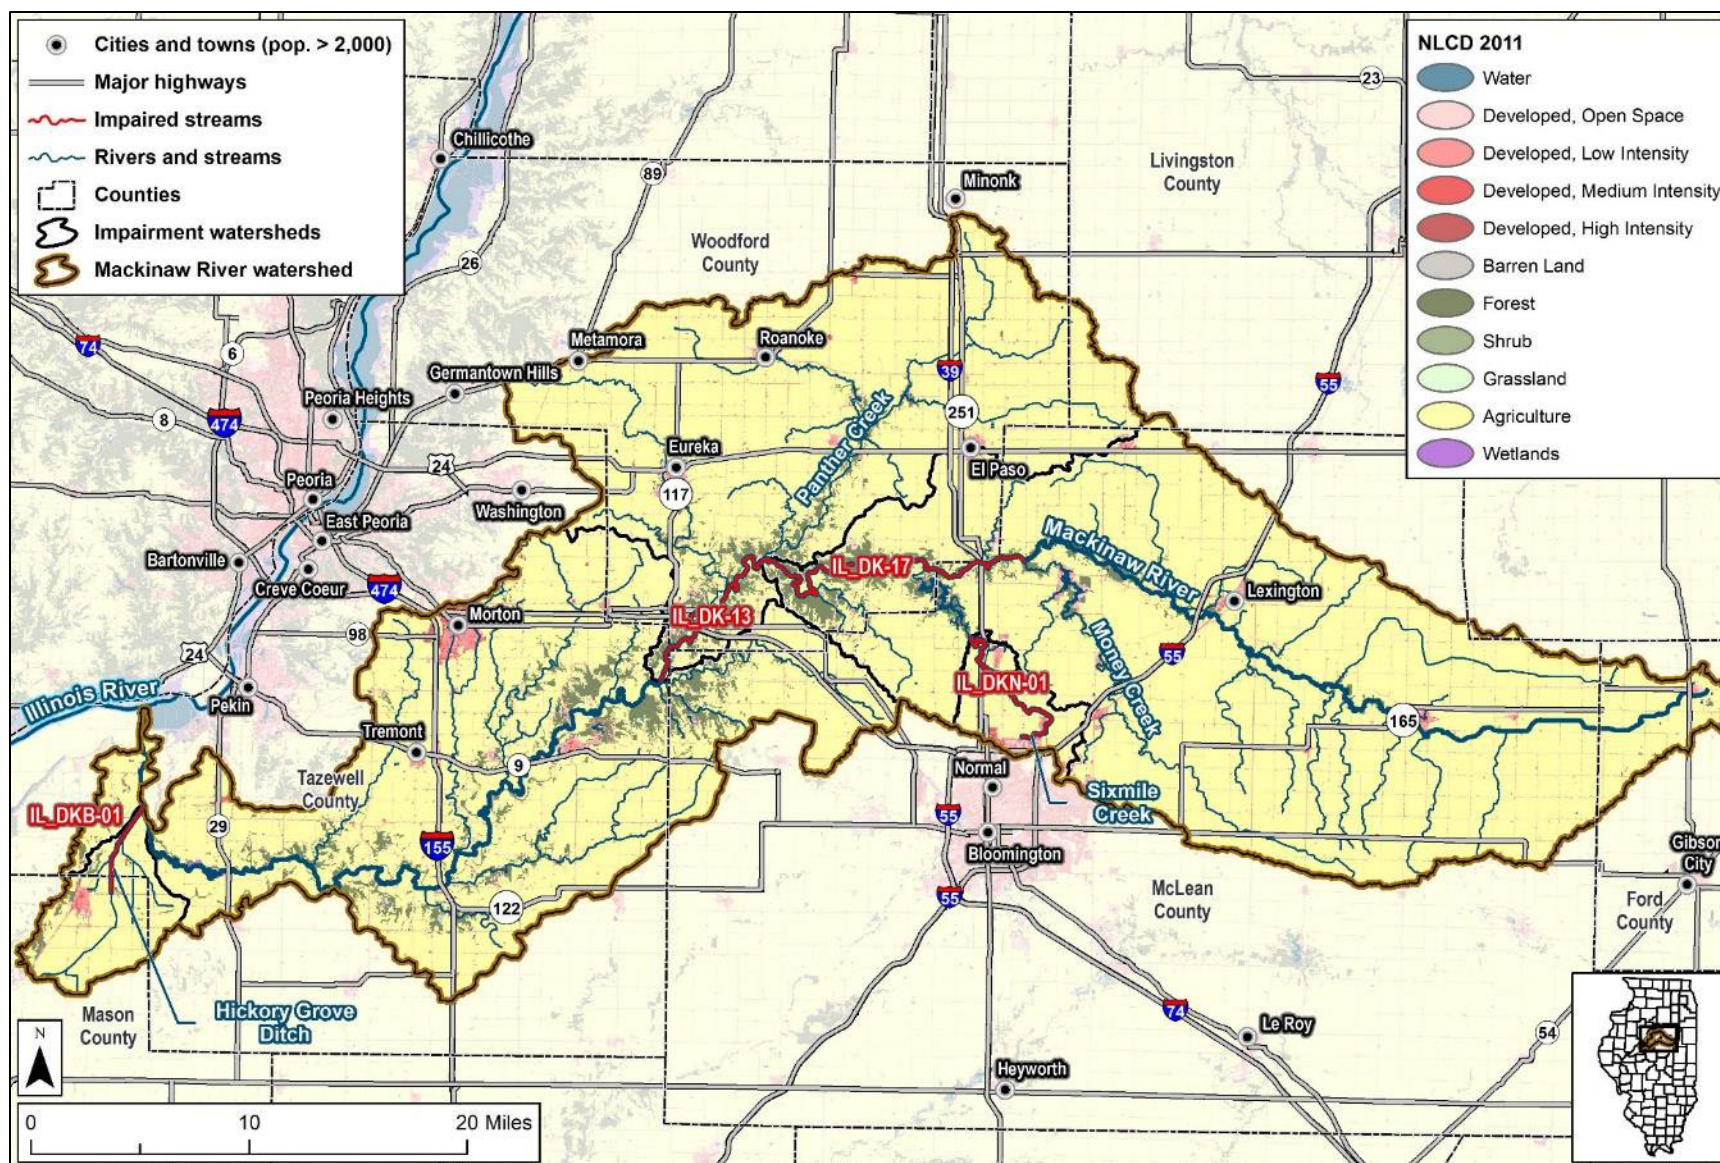 Cities and towns (pop. > 2,000)
Major highways
Impaired streams
Rivers and streams
Counties
Impairment watersheds
Mackinaw River watershed
NLCD 2011
Water
Developed, Open Space
Developed, Low Intensity
Developed, Medium Intensity
Developed, High Intensity
Barren Land
Forest
Shrub
Grassland
Agriculture
Wetlands
23
Chillicothe
89
Livingston
County
Minonk
Woodford
County
26
74
6
Metamora
Roanoke
39
55
Germantown Hills
Peoria Heights
8
474
251
Panther Creek
Eureka
El Paso
24
Peoria
117
Washington
East Peoria
Bartonville
Creve Coeur
474
IL_DK-17
Mackinaw River
Lexington
Morton
98
IL_DK-13
Money Creek
24
55
Illinois River
Pekin
IL_DKN-01
165
Tremont
9
Tazewell
County
Normal
Sixmile
Creek
IL_DKB-01
29
155
55
Bloomington
Gibson
City
122
55
McLean
County
Ford
County
Mason
County
Hickory Grove
Ditch
74
Le Roy
54
N
Heyworth
0
10
20 Miles